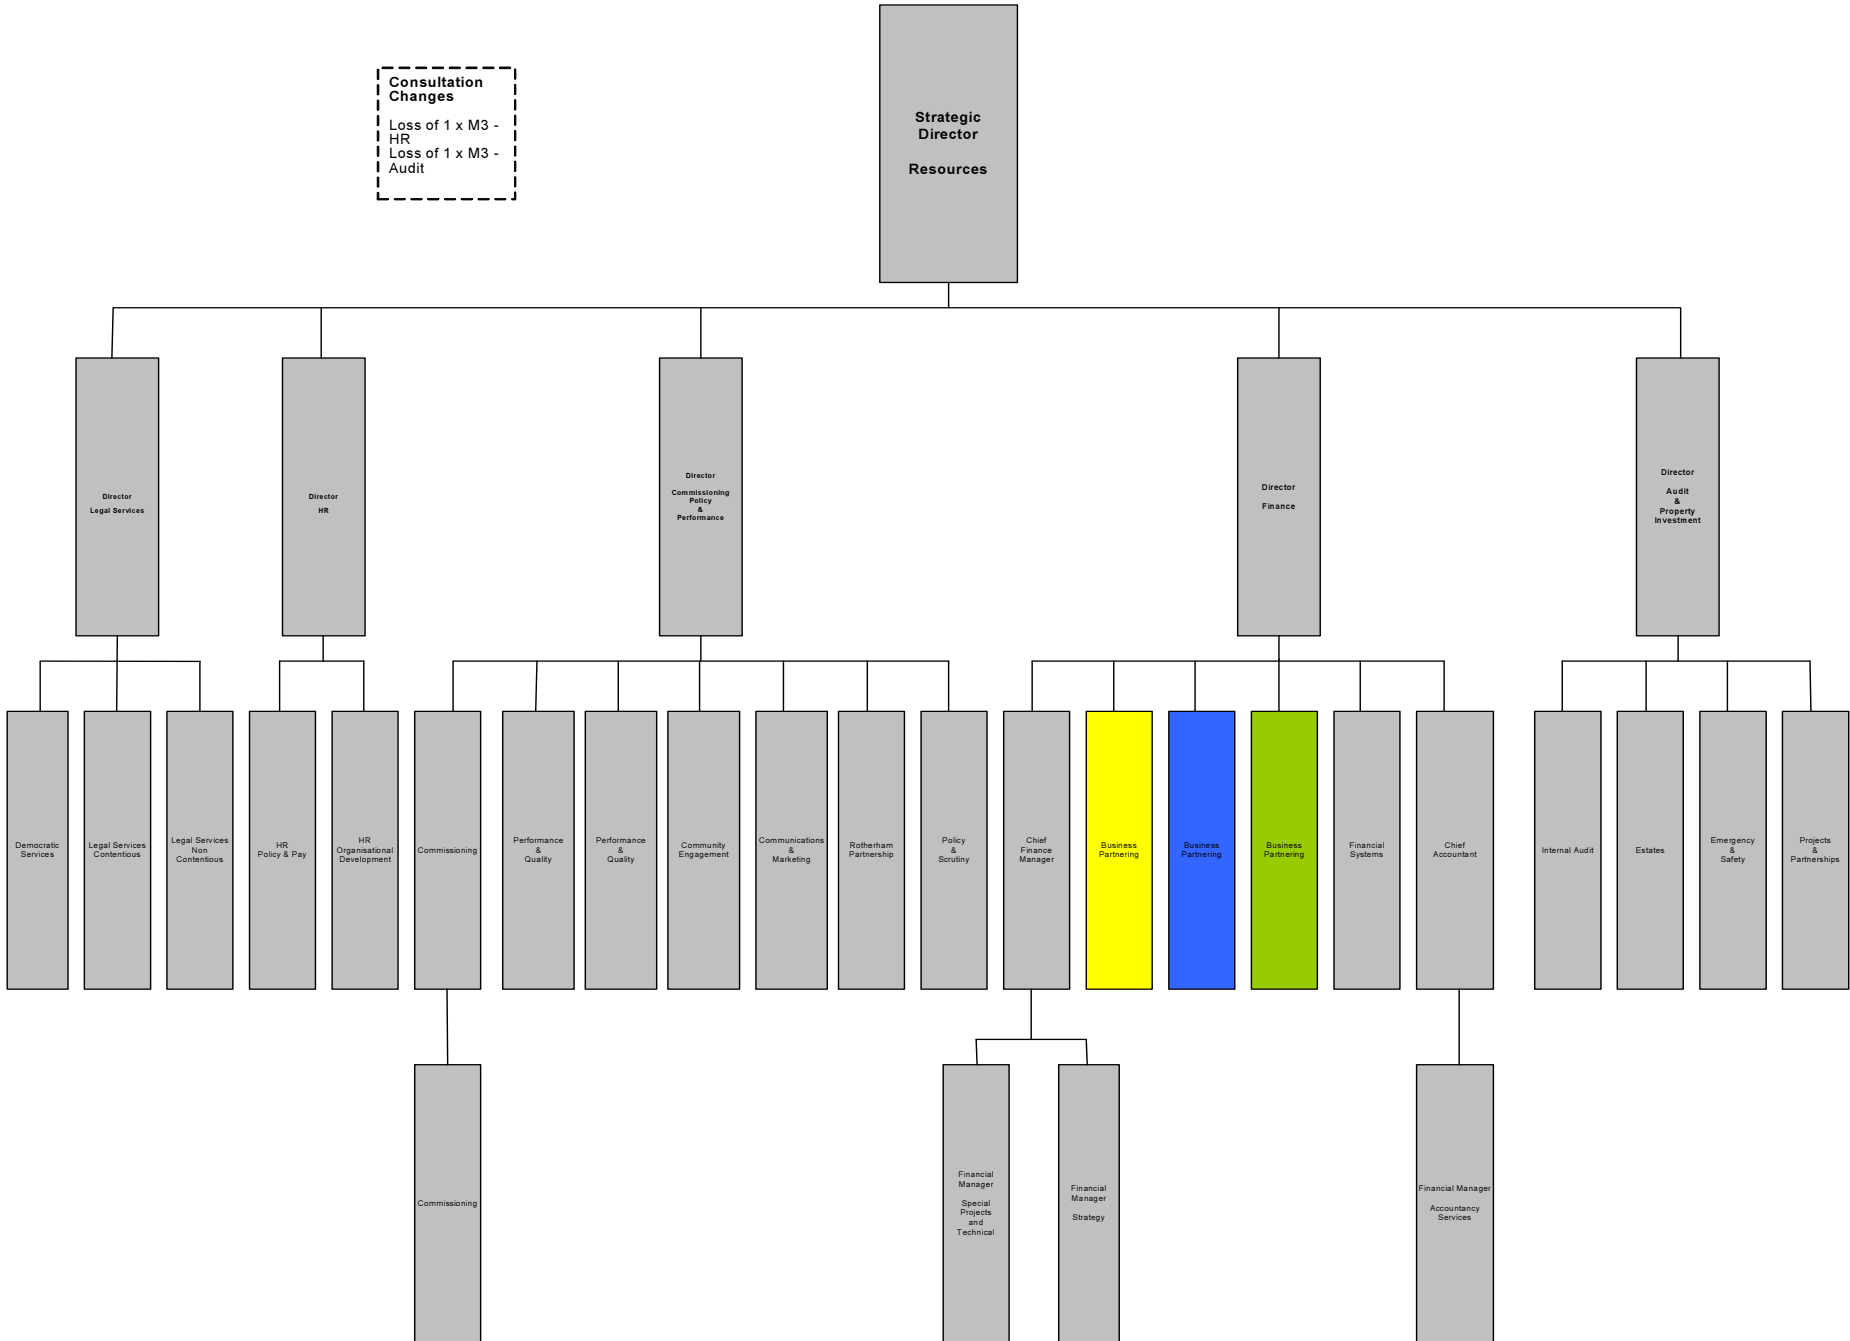 Consultation
Changes
Loss of 1 x M3 -
HR
Loss of 1 x M3 -
Audit
Strategic
Director
Resources
Director
Legal Services
Director
HR
Director
Commissioning
Policy
&
Performance
Director
Finance
Director
Audit
&
Property
Investment
Democratic
Services
Legal Services
Contentious
Legal Services
Non
Contentious
HR
Policy & Pay
HR
Organisational
Development
Commissioning
Performance
&
Quality
Performance
&
Quality
Community
Engagement
Communications
&
Marketing
Rotherham
Partnership
Policy
&
Scrutiny
Chief
Finance
Manager
Business
Partnering
Business
Partnering
Business
Partnering
Financial
Systems
Chief
Accountant
Internal Audit
Estates
Emergency
&
Safety
Projects
&
Partnerships
Commissioning
Financial
Manager
Special
Projects
and
Technical
Financial
Manager
Strategy
Financial Manager
Accountancy
Services